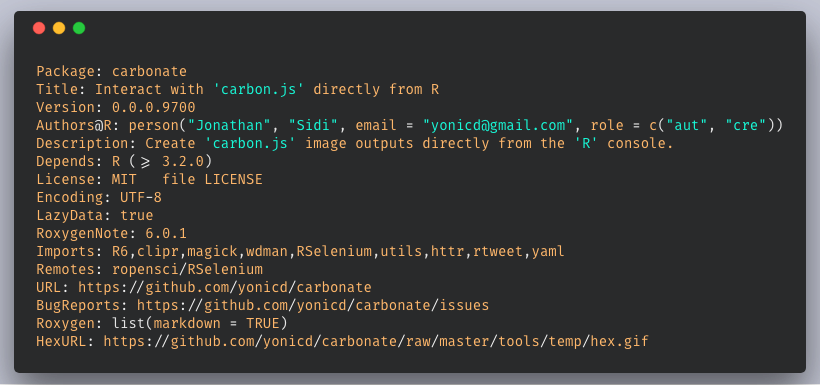 Package: carbonate
Title: Interact with 'carbon.js' directly from R
Version: 0.0.0.9700
Authors@R: person("Jonathan", "Sidi", email = "yonicd@gmail.com", role = c("aut", "cre"))
Description: Create 'carbon.js' image outputs directly from the 'R' console.
Depends: R (>= 3.2.0)
License: MIT   file LICENSE
Encoding: UTF-8
LazyData: true
RoxygenNote: 6.0.1
Imports: R6,clipr,magick,wdman,RSelenium,utils,httr,rtweet,yaml
Remotes: ropensci/RSelenium
URL: https://github.com/yonicd/carbonate
BugReports: https://github.com/yonicd/carbonate/issues
Roxygen: list(markdown = TRUE)
HexURL: https://github.com/yonicd/carbonate/raw/master/tools/temp/hex.gif